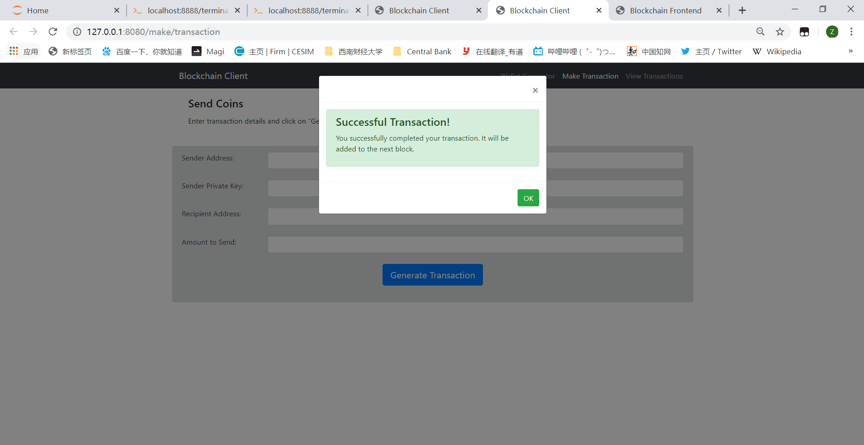 Home
localhost:8888/termina
localhost:8888/termina
Blockchain Client
Blockchain Client
Blockchain Frontend
127.0.0.1:8080/make/transaction
Z
应用
新标签页
百度一下，你就知道
Magi
主页 | Firm | CESIM
西南财经大学
Central Bank
在线翻译_有道
哔哩哔哩 ( ゜- ゜)つ...
中国知网
主页 / Twitter
Wikipedia
»
Blockchain Client
Wallet Generator
Make Transaction
View Transactions
Send Coins
Enter transaction details and click on "Ge
Successful Transaction!
You successfully completed your transaction. It will be
added to the next block.
OK
Sender Address:
Sender Private Key:
Recipient Address:
Amount to Send:
Generate Transaction